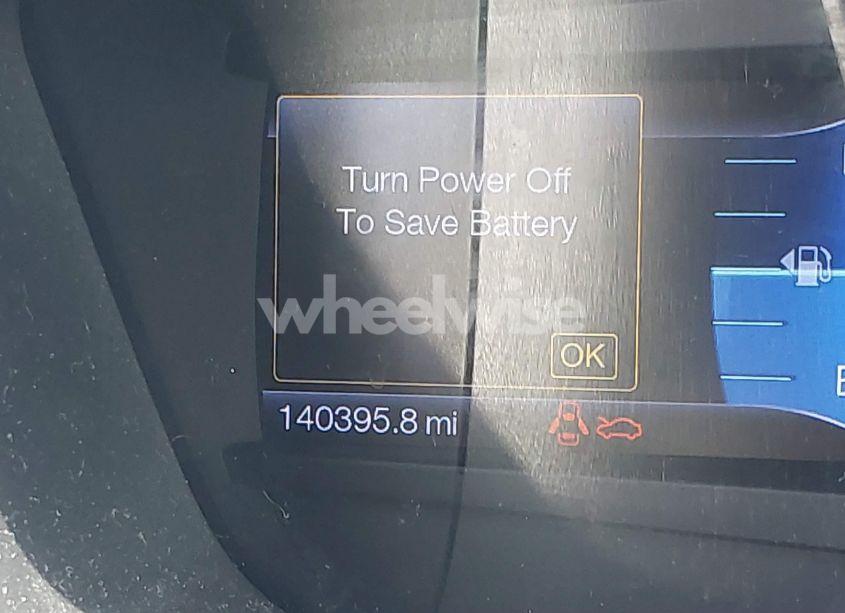 Turn Power Off
To Save Battery
wheelwise
OK
140395.8 mi